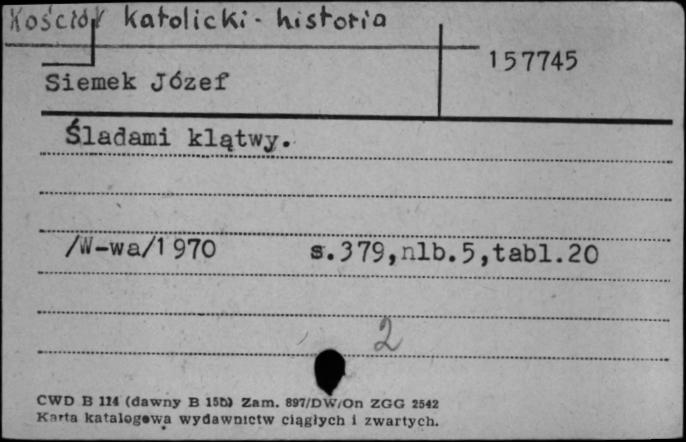 Kościół katolicki - historia
157745
Siemek Józef
Śladami klątwy.
/W-wa/1970 s.379,nlb.5,tabl.20
2
CWD B 114 (dawny B 15b) Zam. 897/DW/On ZGG 2542
Karta katalogowa wydawnictw ciągłych i zwartych.